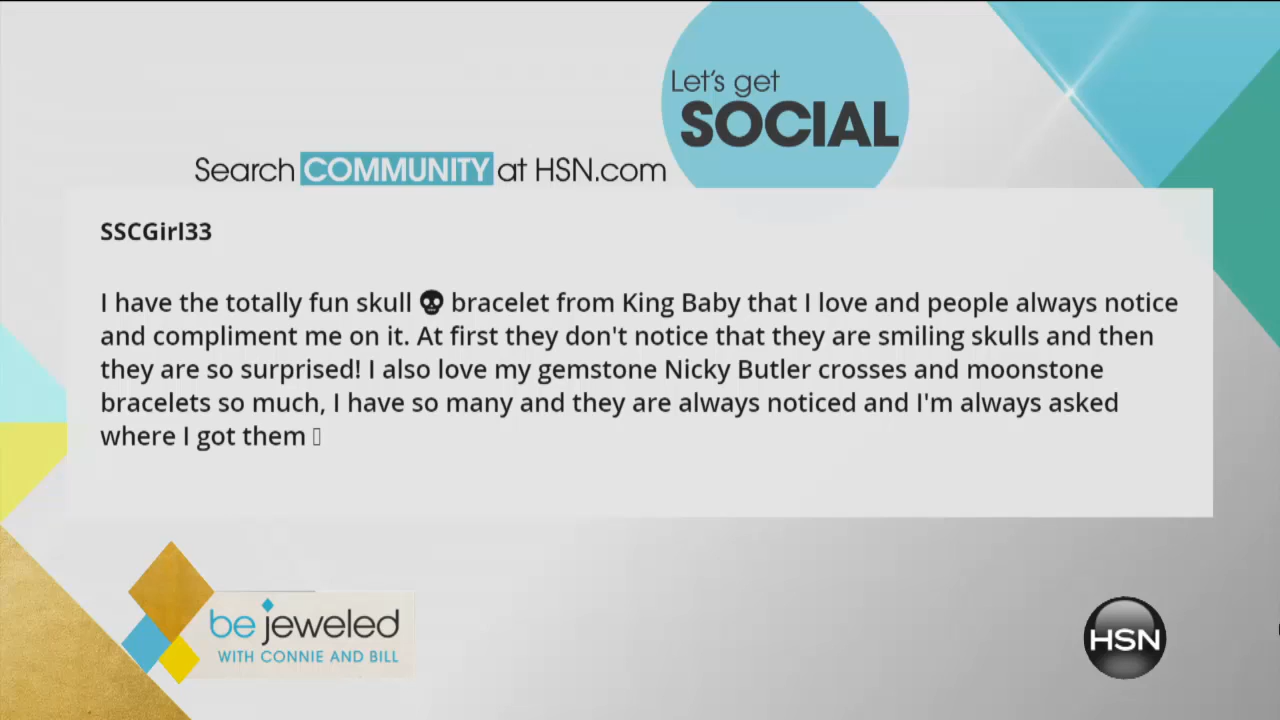 Let's get
SOCIAL
Search COMMUNITY at HSN.com
SSCGirl33
I have the totally fun skull 💀 bracelet from King Baby that I love and people always notice
and compliment me on it. At first they don't notice that they are smiling skulls and then
they are so surprised! I also love my gemstone Nicky Butler crosses and moonstone
bracelets so much, I have so many and they are always noticed and I'm always asked
where I got them ▯
be jeweled
WITH CONNIE AND BILL
HSN